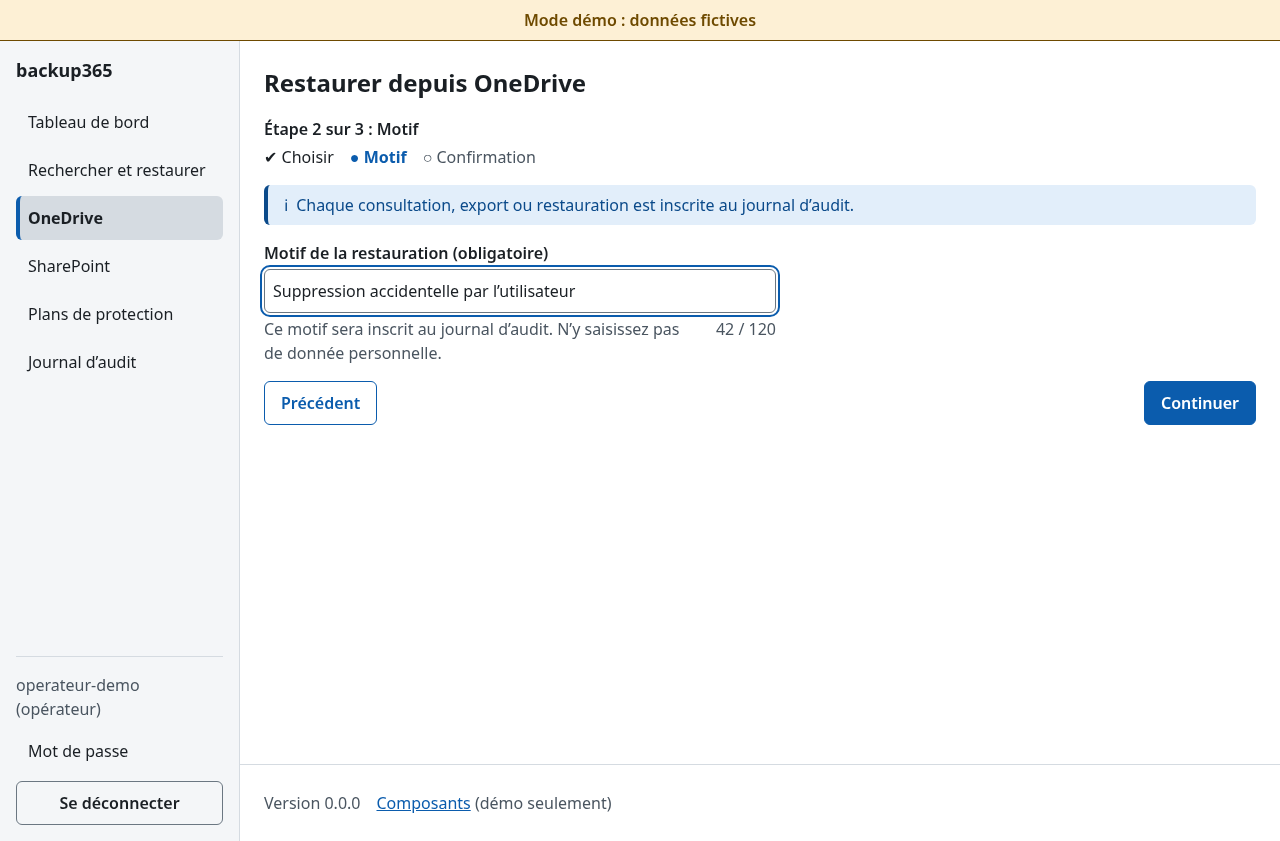 Mode démo : données fictives
backup365
Tableau de bord
Rechercher et restaurer
OneDrive
SharePoint
Plans de protection
Journal d’audit
operateur-demo
(opérateur)
Mot de passe
Se déconnecter
Restaurer depuis OneDrive
Étape 2 sur 3 : Motif
✔ Choisir ● Motif ○ Confirmation
i Chaque consultation, export ou restauration est inscrite au journal d’audit.
Motif de la restauration (obligatoire)
Suppression accidentelle par l’utilisateur
Ce motif sera inscrit au journal d’audit. N’y saisissez pas 42 / 120
de donnée personnelle.
Précédent Continuer
Version 0.0.0 Composants (démo seulement)